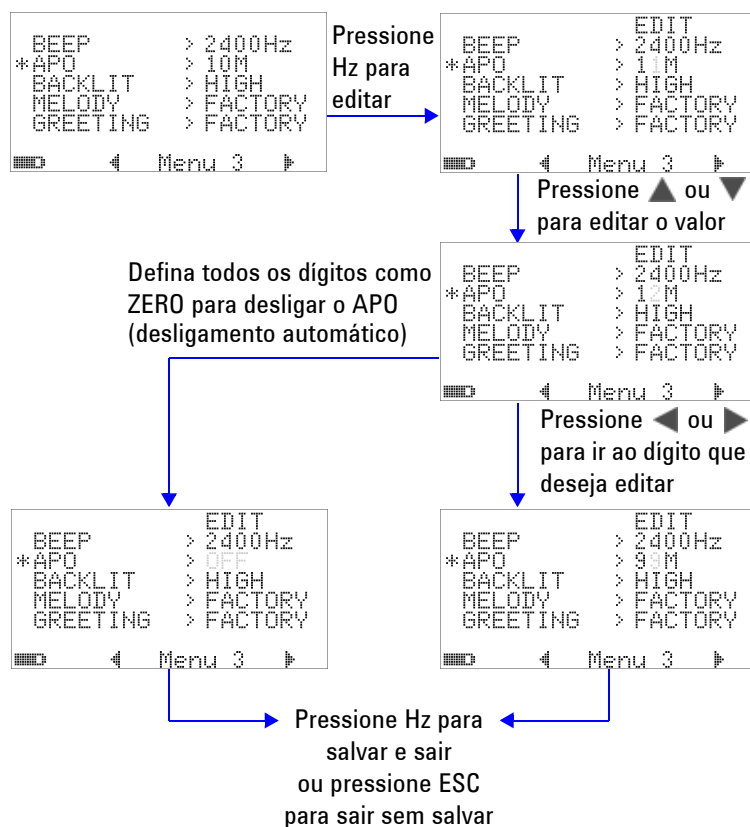 BEEP > 2400Hz
*APO > 10M
BACKLIT > HIGH
MELODY > FACTORY
GREETING > FACTORY
Menu 3
Pressione
Hz para
editar
EDIT
BEEP > 2400Hz
*APO > 11M
BACKLIT > HIGH
MELODY > FACTORY
GREETING > FACTORY
Menu 3
Pressione ▲ ou ▼
para editar o valor
Defina todos os dígitos como
ZERO para desligar o APO
(desligamento automático)
EDIT
BEEP > 2400Hz
*APO > 12M
BACKLIT > HIGH
MELODY > FACTORY
GREETING > FACTORY
Menu 3
Pressione ◀ ou ▶
para ir ao dígito que
deseja editar
EDIT
BEEP > 2400Hz
*APO > OFF
BACKLIT > HIGH
MELODY > FACTORY
GREETING > FACTORY
Menu 3
EDIT
BEEP > 2400Hz
*APO > 99M
BACKLIT > HIGH
MELODY > FACTORY
GREETING > FACTORY
Menu 3
Pressione Hz para
salvar e sair
ou pressione ESC
para sair sem salvar